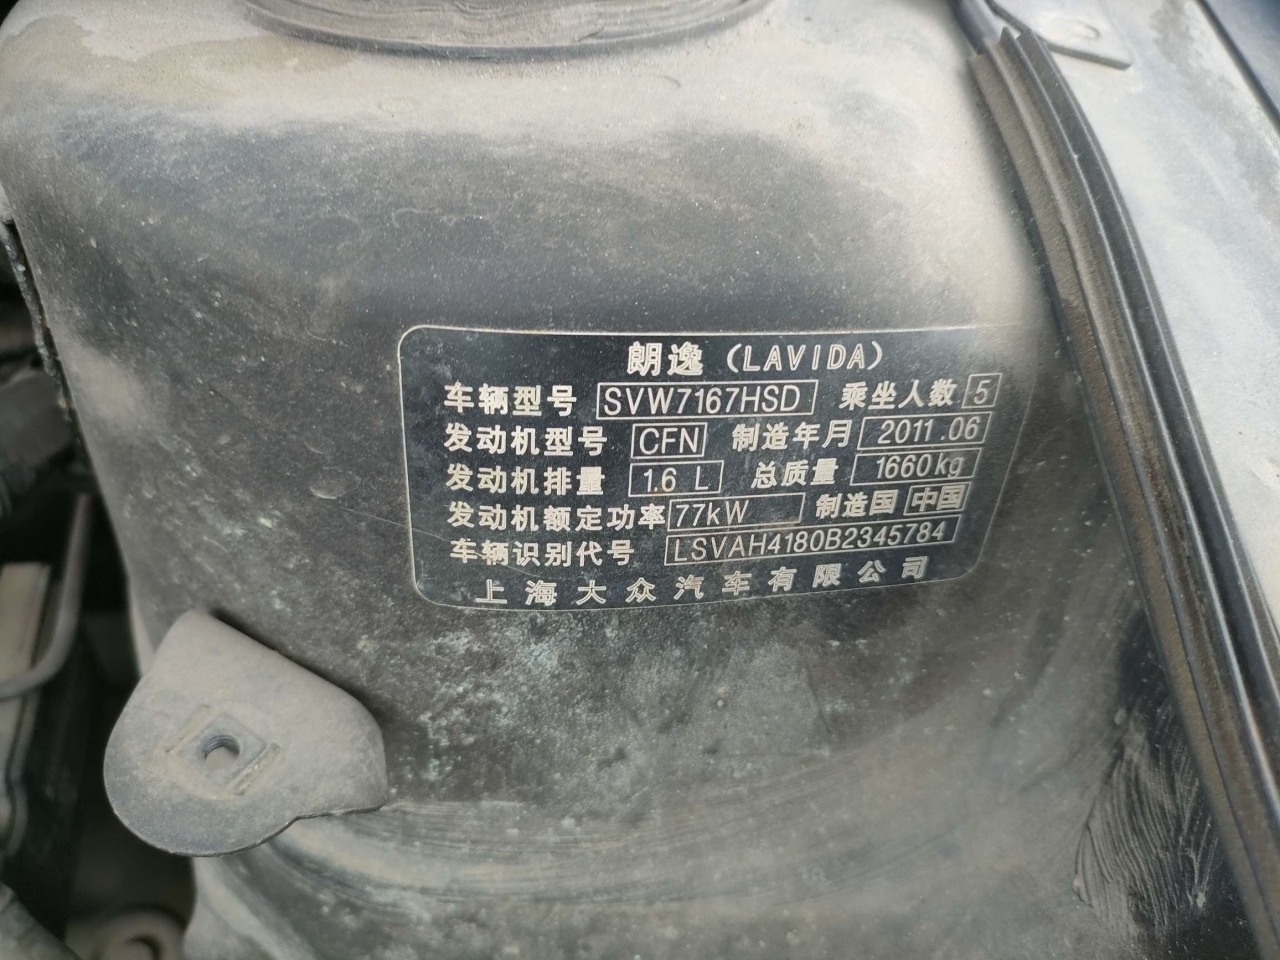 朗逸（LAVIDA）
车辆型号 SVW7167HSD 乘坐人数 5
发动机型号 CFN 制造年月 2011.06
发动机排量 1.6 L 总质量 1660kg
发动机额定功率 77kW 制造国 中国
车辆识别代号 LSVAH4180B2345784
上海大众汽车有限公司